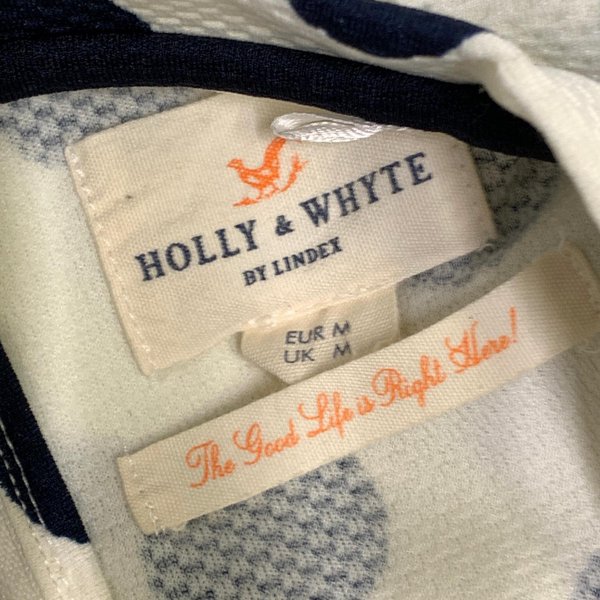 HOLLY & WHYTE
BY LINDEX
EUR M
UK M
The Good Life is Right Here!